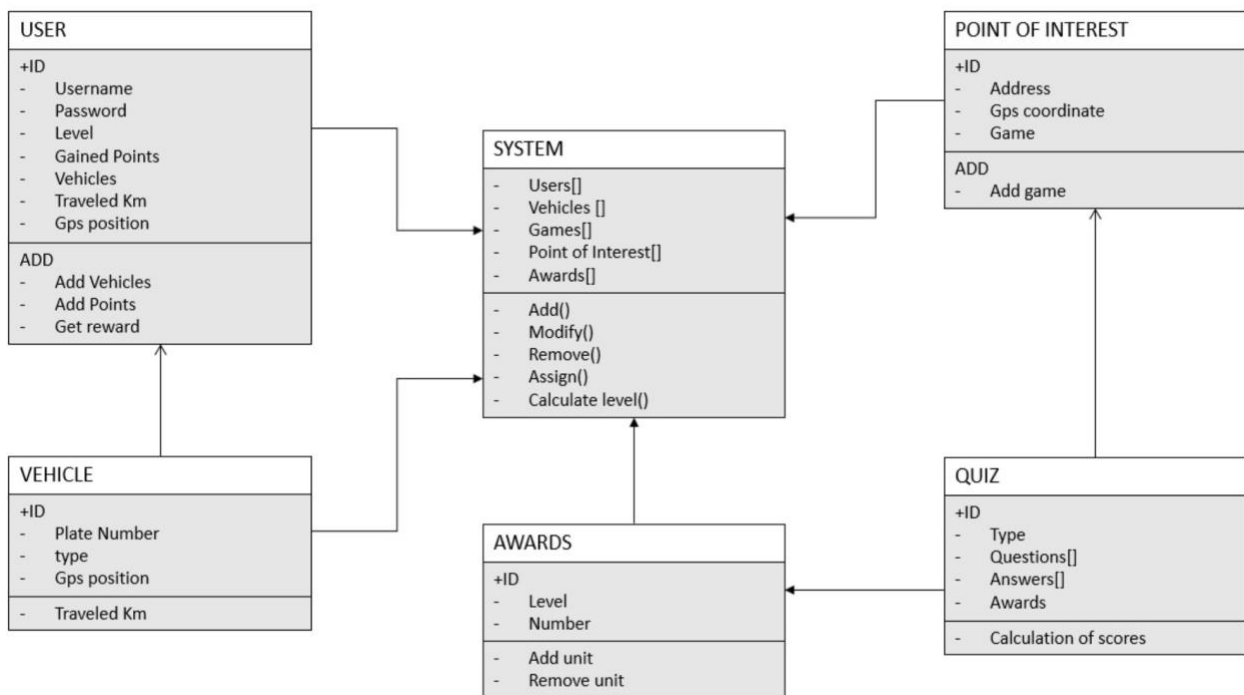 USER
+ID
- Username
- Password
- Level
- Gained Points
- Vehicles
- Traveled Km
- Gps position
ADD
- Add Vehicles
- Add Points
- Get reward
VEHICLE
+ID
- Plate Number
- type
- Gps position
- Traveled Km
SYSTEM
- Users[]
- Vehicles []
- Games[]
- Point of Interest[]
- Awards[]
- Add()
- Modify()
- Remove()
- Assign()
- Calculate level()
AWARDS
+ID
- Level
- Number
- Add unit
- Remove unit
POINT OF INTEREST
+ID
- Address
- Gps coordinate
- Game
ADD
- Add game
QUIZ
+ID
- Type
- Questions[]
- Answers[]
- Awards
- Calculation of scores